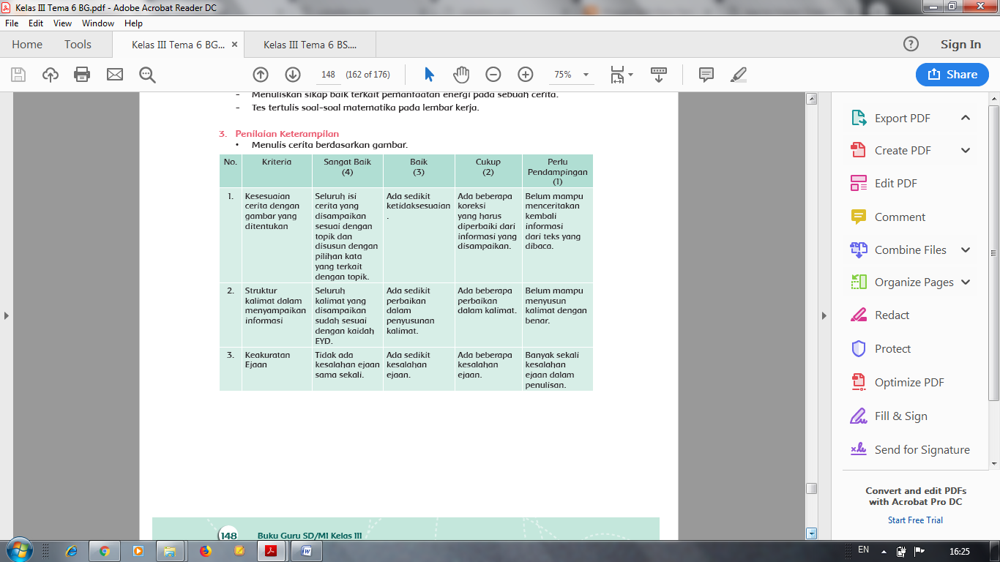 Kelas III Tema 6 BG.pdf - Adobe Acrobat Reader DC
File Edit View Window Help
Home Tools Kelas III Tema 6 BG... × Kelas III Tema 6 BS.... ? Sign In
148 (162 of 176) 75% Share
- Menuliskan sikap baik terkait pemanfaatan energi pada sebuah cerita.
- Tes tertulis soal-soal matematika pada lembar kerja.
3. Penilaian Keterampilan
• Menulis cerita berdasarkan gambar.
No. Kriteria Sangat Baik (4) Baik (3) Cukup (2) Perlu Pendampingan (1)
1.
Kesesuaian
cerita dengan
gambar yang
ditentukan
Seluruh isi
cerita yang
disampaikan
sesuai dengan
topik dan
disusun dengan
pilihan kata
yang terkait
dengan topik.
Ada sedikit
ketidaksesuaian
.
Ada beberapa
koreksi
yang harus
diperbaiki dari
informasi yang
disampaikan.
Belum mampu
menceritakan
kembali
informasi
dari teks yang
dibaca.
2.
Struktur
kalimat dalam
menyampaikan
informasi
Seluruh
kalimat yang
disampaikan
sudah sesuai
dengan kaidah
EYD.
Ada sedikit
perbaikan
dalam
penyusunan
kalimat.
Ada beberapa
perbaikan
dalam kalimat.
Belum mampu
menyusun
kalimat dengan
benar.
3.
Keakuratan
Ejaan
Tidak ada
kesalahan ejaan
sama sekali.
Ada sedikit
kesalahan
ejaan.
Ada beberapa
kesalahan
ejaan.
Banyak sekali
kesalahan
ejaan dalam
penulisan.
148 Buku Guru SD/MI Kelas III
Export PDF
Create PDF
Edit PDF
Comment
Combine Files
Organize Pages
Redact
Protect
Optimize PDF
Fill & Sign
Send for Signature
Convert and edit PDFs
with Acrobat Pro DC
Start Free Trial
EN 16:25